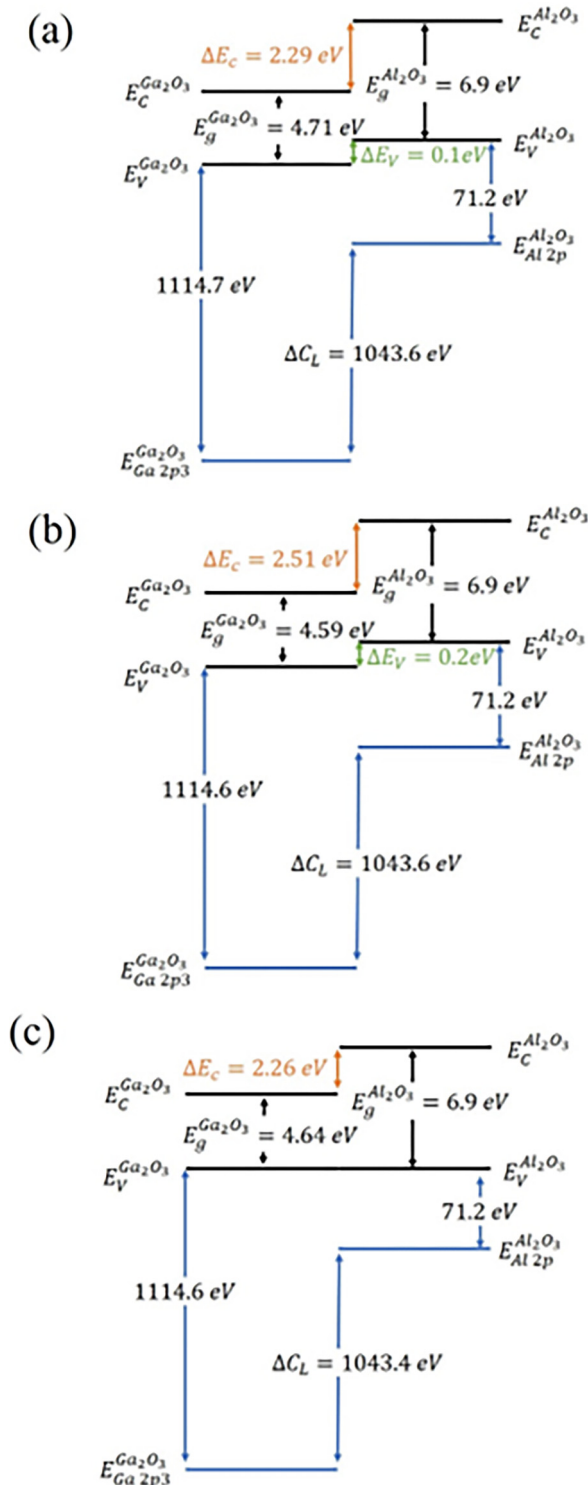 (a)
E_C^{Al₂O₃}
ΔE_c = 2.29 eV
E_C^{Ga₂O₃}
E_g^{Al₂O₃} = 6.9 eV
E_g^{Ga₂O₃} = 4.71 eV
E_V^{Al₂O₃}
E_V^{Ga₂O₃}
ΔE_V = 0.1eV
71.2 eV
E_{Al 2p}^{Al₂O₃}
1114.7 eV
ΔC_L = 1043.6 eV
E_{Ga 2p3}^{Ga₂O₃}
(b)
E_C^{Al₂O₃}
ΔE_c = 2.51 eV
E_g^{Al₂O₃} = 6.9 eV
E_C^{Ga₂O₃}
E_g^{Ga₂O₃} = 4.59 eV
E_V^{Al₂O₃}
E_V^{Ga₂O₃}
ΔE_V = 0.2eV
71.2 eV
E_{Al 2p}^{Al₂O₃}
1114.6 eV
ΔC_L = 1043.6 eV
E_{Ga 2p3}^{Ga₂O₃}
(c)
E_C^{Al₂O₃}
ΔE_c = 2.26 eV
E_C^{Ga₂O₃}
E_g^{Al₂O₃} = 6.9 eV
E_g^{Ga₂O₃} = 4.64 eV
E_V^{Ga₂O₃}
E_V^{Al₂O₃}
71.2 eV
E_{Al 2p}^{Al₂O₃}
1114.6 eV
ΔC_L = 1043.4 eV
E_{Ga 2p3}^{Ga₂O₃}